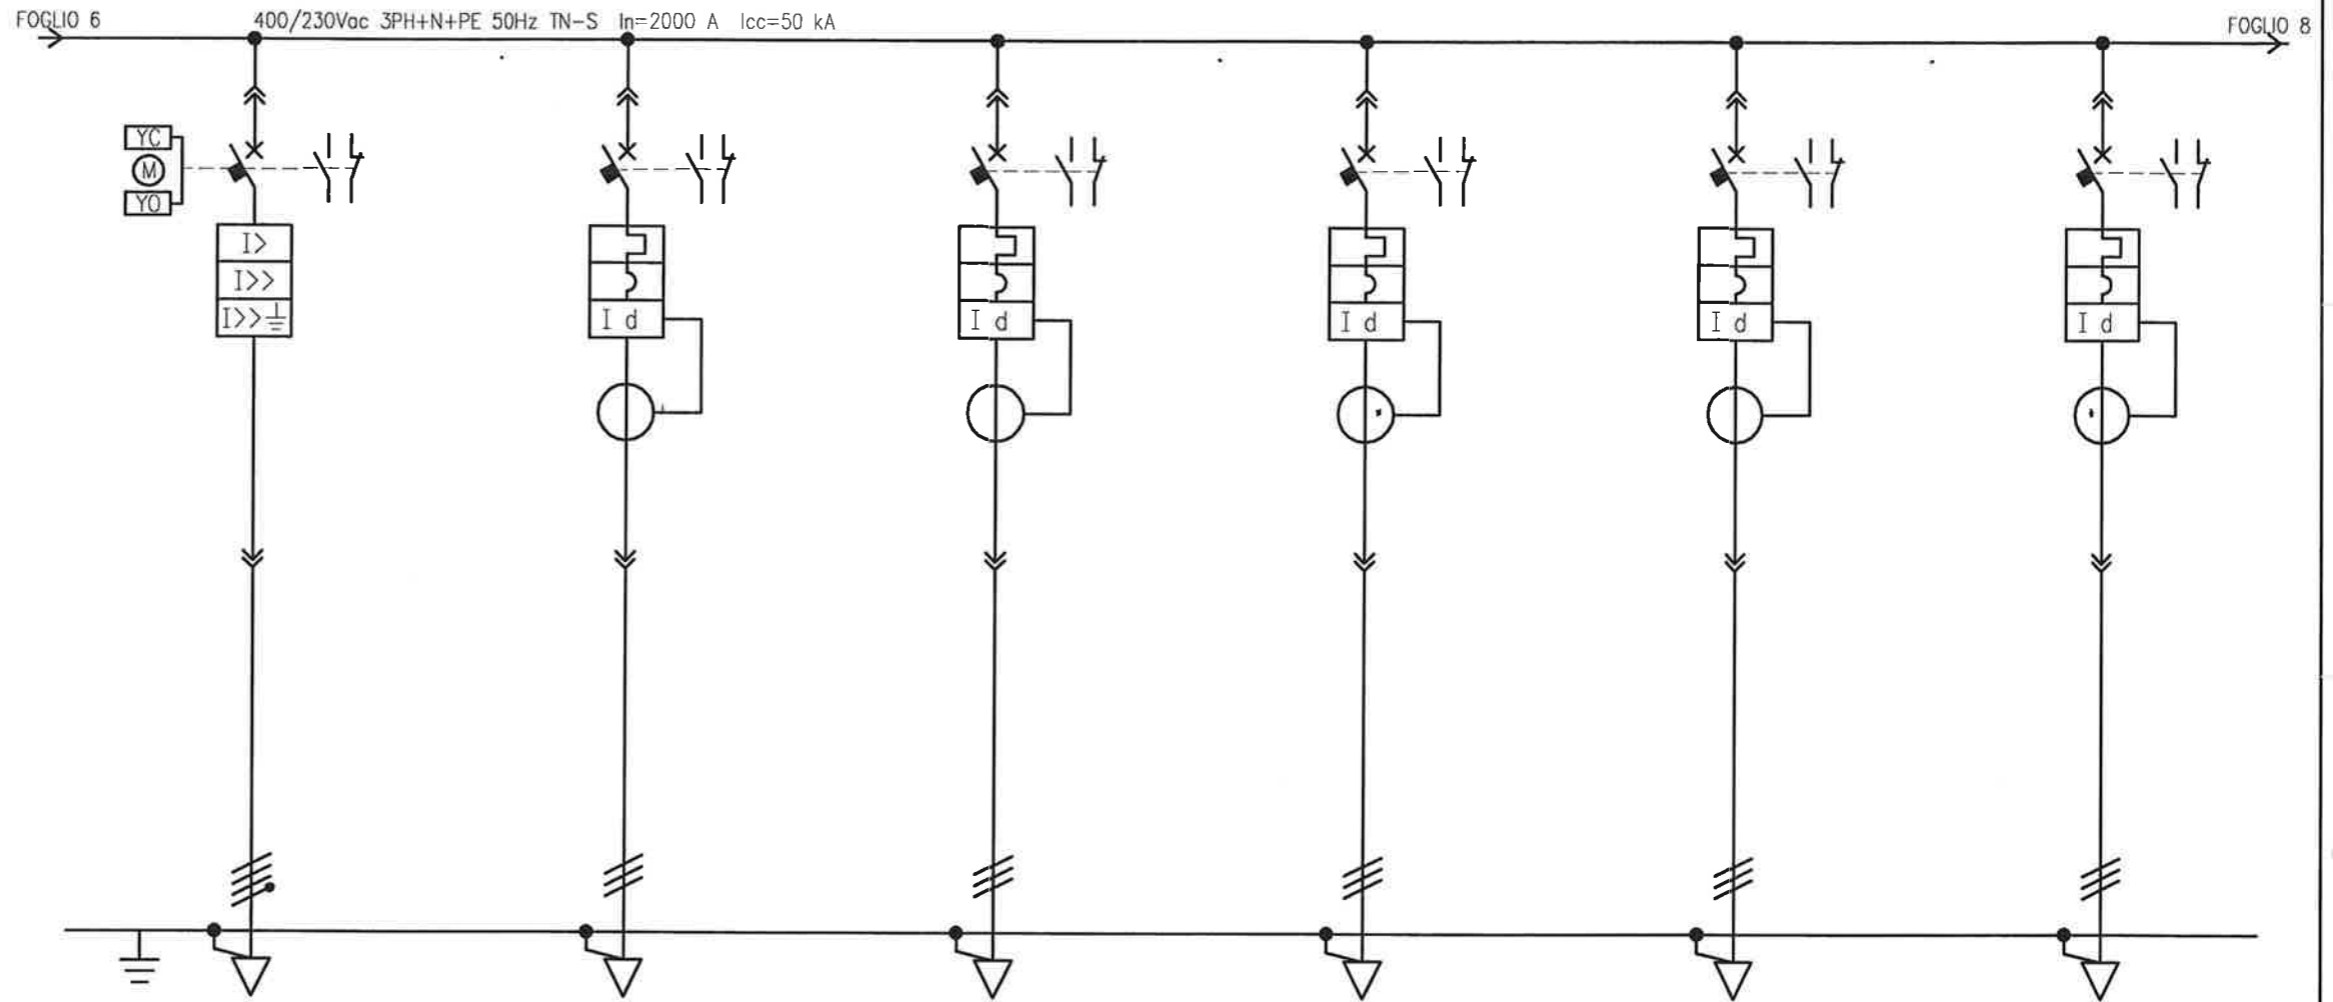 FOGLIO 6
400/230Vac 3PH+N+PE 50Hz TN-S In=2000 A Icc=50 kA
FOGLIO 8
YC
M
YO
I>
I>>
I>>
I d
I d
I d
I d
I d